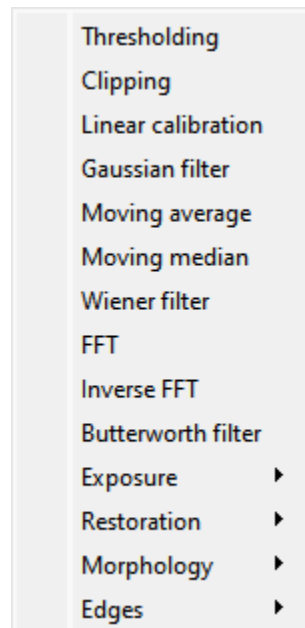 Thresholding
Clipping
Linear calibration
Gaussian filter
Moving average
Moving median
Wiener filter
FFT
Inverse FFT
Butterworth filter
Exposure
Restoration
Morphology
Edges